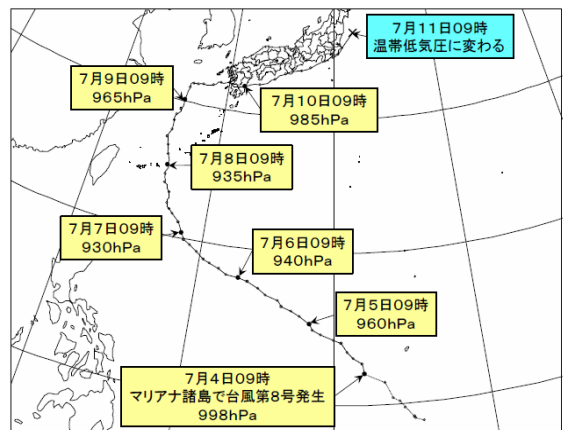 7月11日09時
温帯低気圧に変わる
7月9日09時
965hPa
7月10日09時
985hPa
7月8日09時
935hPa
7月7日09時
930hPa
7月6日09時
940hPa
7月5日09時
960hPa
7月4日09時
マリアナ諸島で台風第8号発生
998hPa